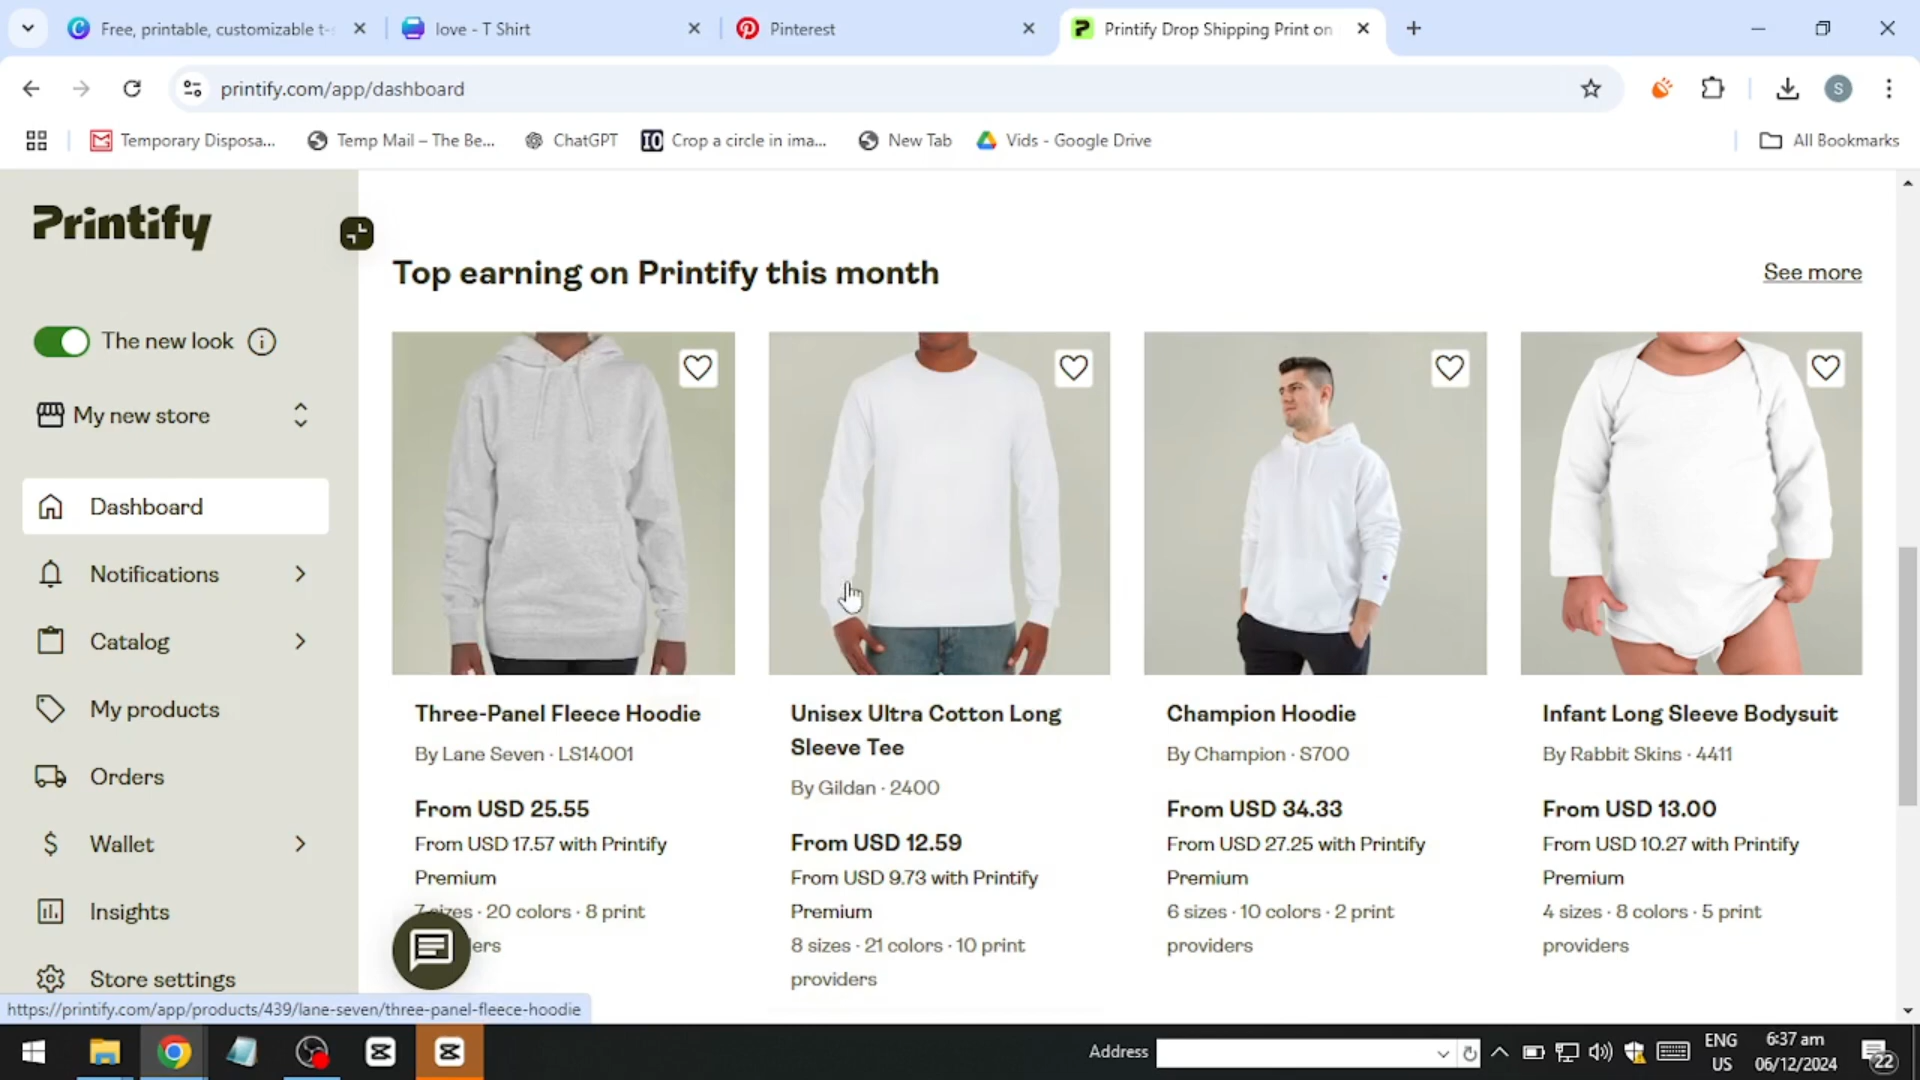 Free, printable, customizable t-
love - T Shirt
Pinterest
Printify Drop Shipping Print on
printify.com/app/dashboard
S
Temporary Disposa...
Temp Mail – The Be...
ChatGPT
Crop a circle in ima...
New Tab
Vids - Google Drive
All Bookmarks
Printify
The new look
My new store
Dashboard
Notifications
Catalog
My products
Orders
Wallet
Insights
Store settings
Top earning on Printify this month
See more
Three-Panel Fleece Hoodie
By Lane Seven · LS14001
From USD 25.55
From USD 17.57 with Printify
Premium
7 sizes · 20 colors · 8 print
ders
Unisex Ultra Cotton Long
Sleeve Tee
By Gildan · 2400
From USD 12.59
From USD 9.73 with Printify
Premium
8 sizes · 21 colors · 10 print
providers
Champion Hoodie
By Champion · S700
From USD 34.33
From USD 27.25 with Printify
Premium
6 sizes · 10 colors · 2 print
providers
Infant Long Sleeve Bodysuit
By Rabbit Skins · 4411
From USD 13.00
From USD 10.27 with Printify
Premium
4 sizes · 8 colors · 5 print
providers
https://printify.com/app/products/439/lane-seven/three-panel-fleece-hoodie
Address
ENG
US
6:37 am
06/12/2024
22